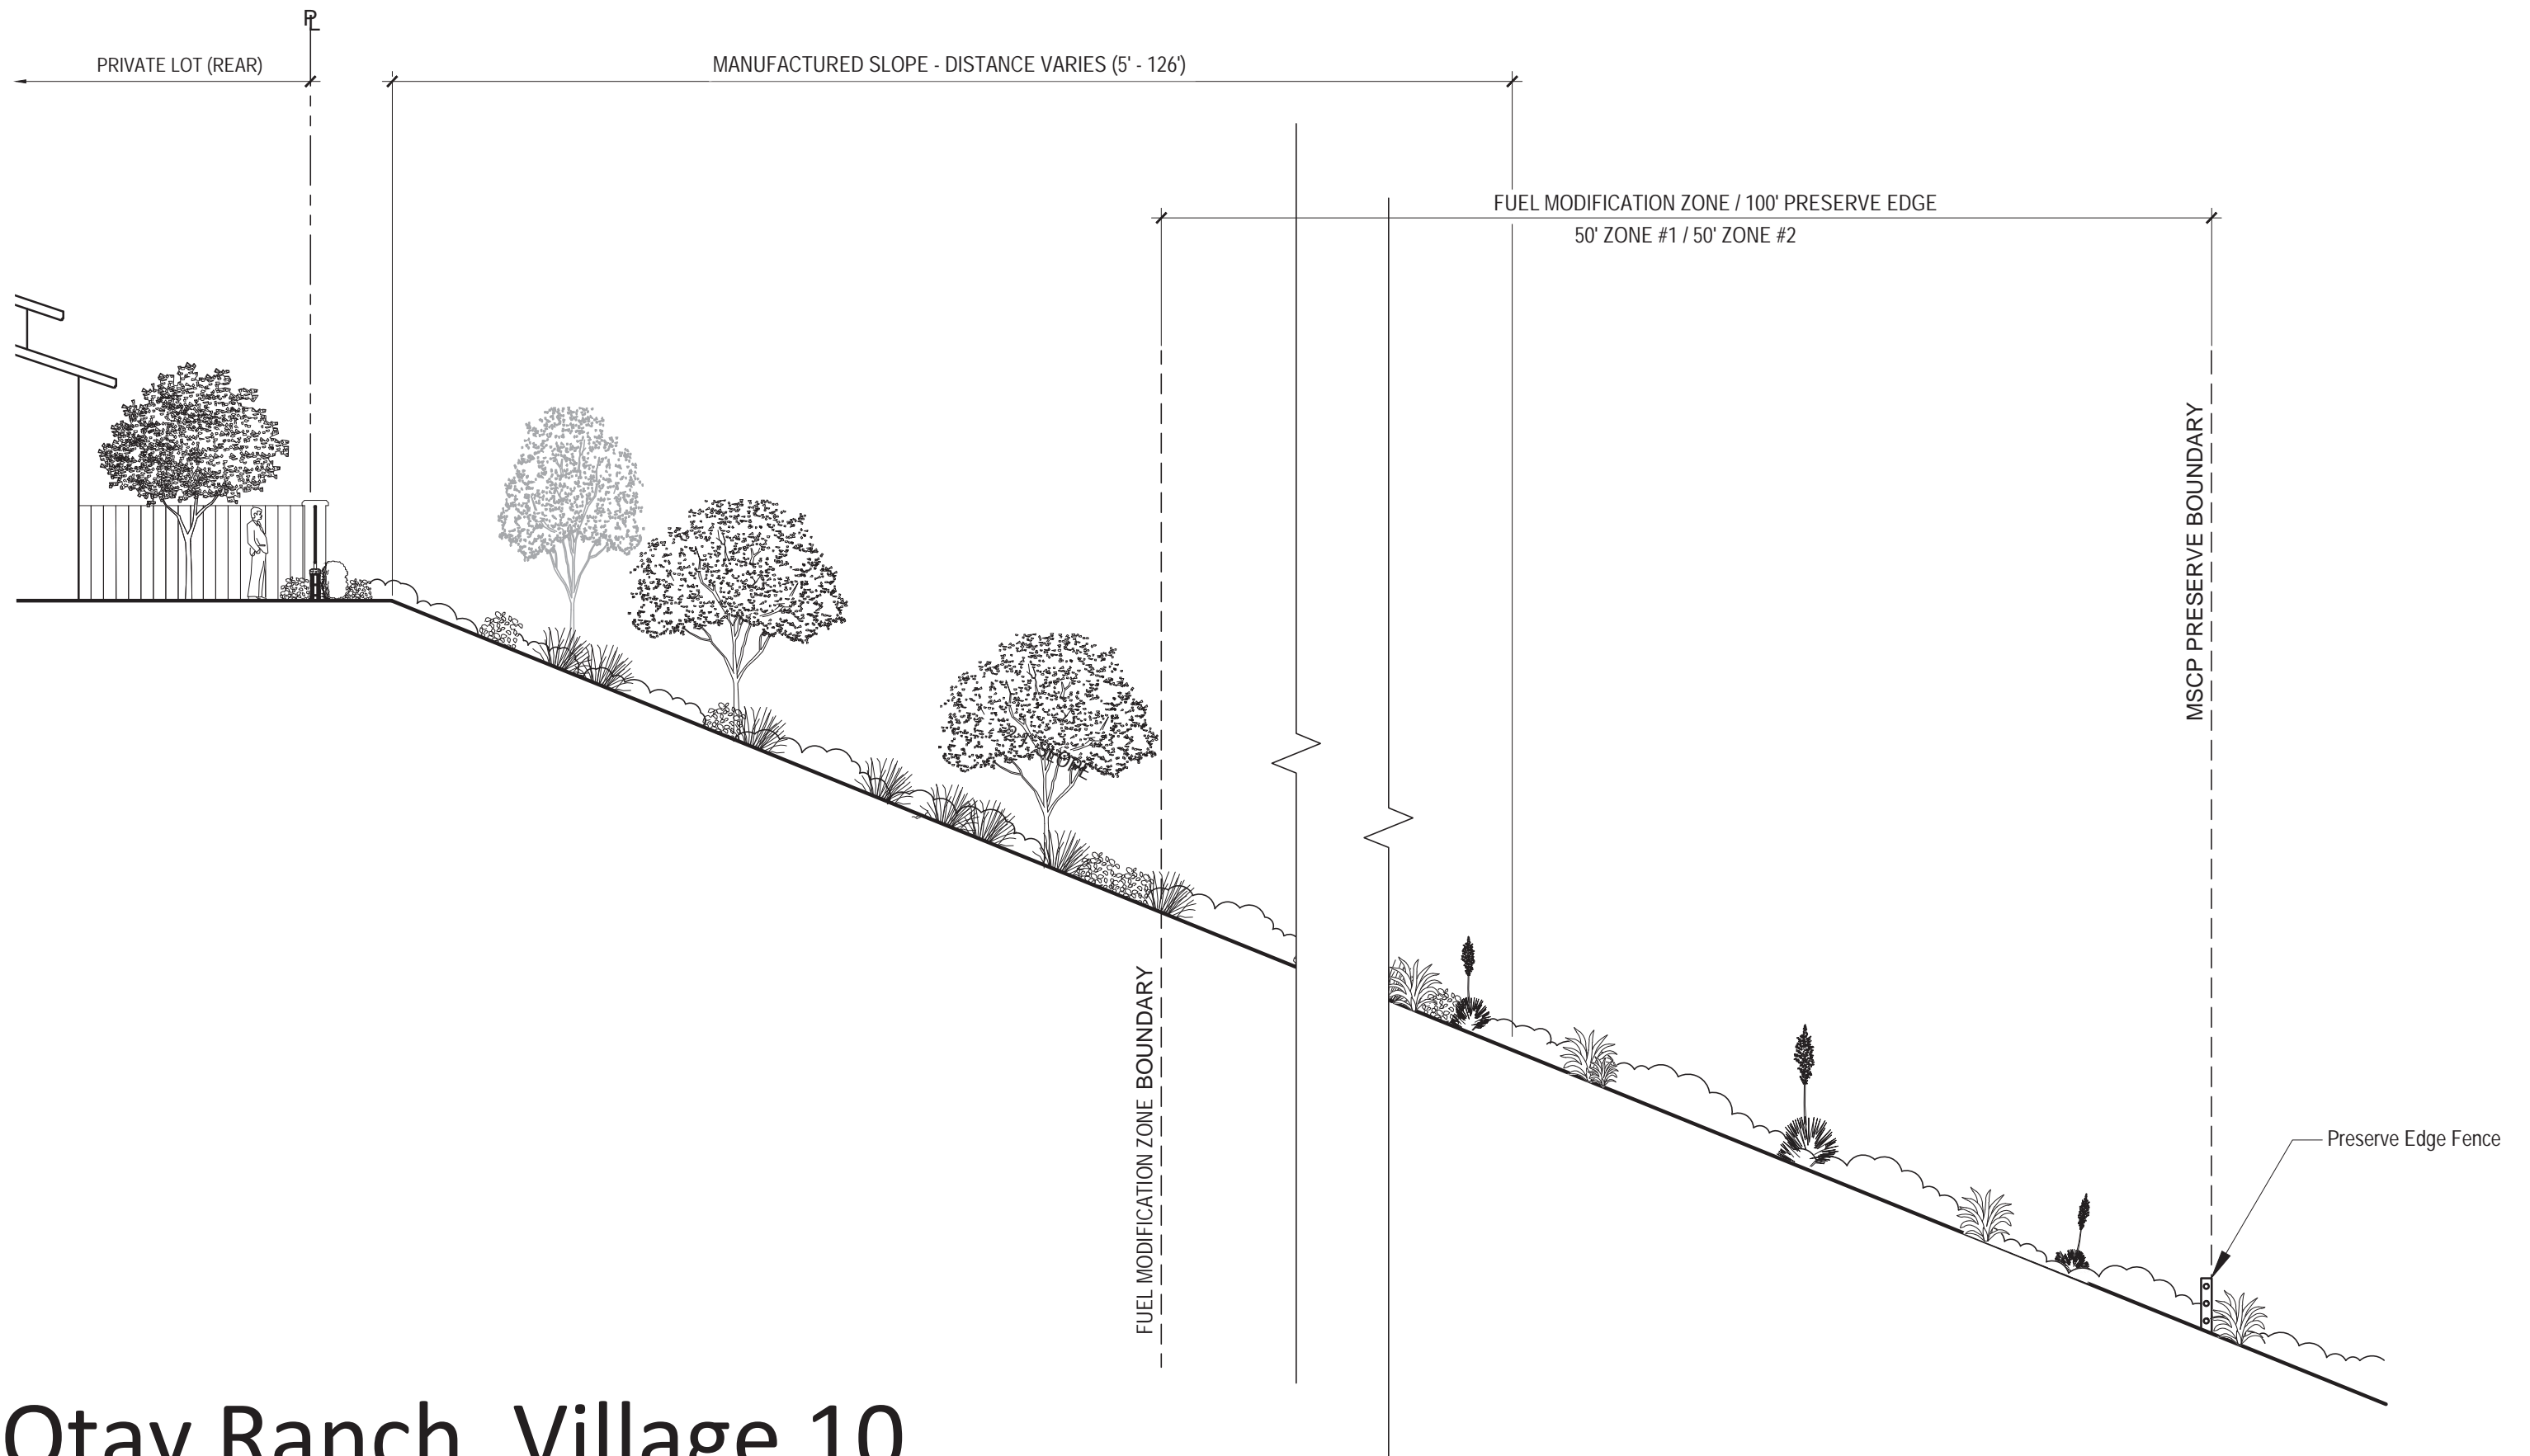 PL
PRIVATE LOT (REAR)
MANUFACTURED SLOPE - DISTANCE VARIES (5' - 126')
FUEL MODIFICATION ZONE / 100' PRESERVE EDGE
50' ZONE #1 / 50' ZONE #2
MSCP PRESERVE BOUNDARY
SLOPE
FUEL MODIFICATION ZONE BOUNDARY
Preserve Edge Fence
Otay Ranch Village 10